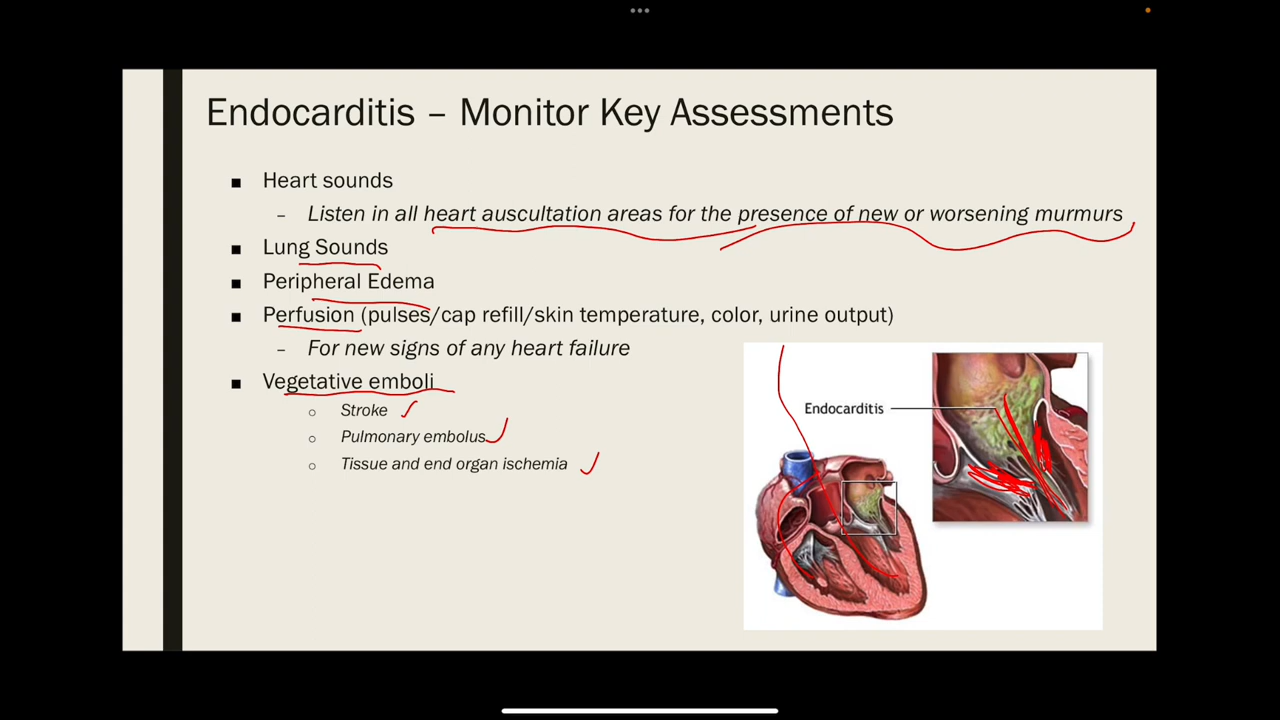 Endocarditis – Monitor Key Assessments
■ Heart sounds
– Listen in all heart auscultation areas for the presence of new or worsening murmurs
■ Lung Sounds
■ Peripheral Edema
■ Perfusion (pulses/cap refill/skin temperature, color, urine output)
– For new signs of any heart failure
■ Vegetative emboli
○ Stroke
○ Pulmonary embolus
○ Tissue and end organ ischemia
Endocarditis